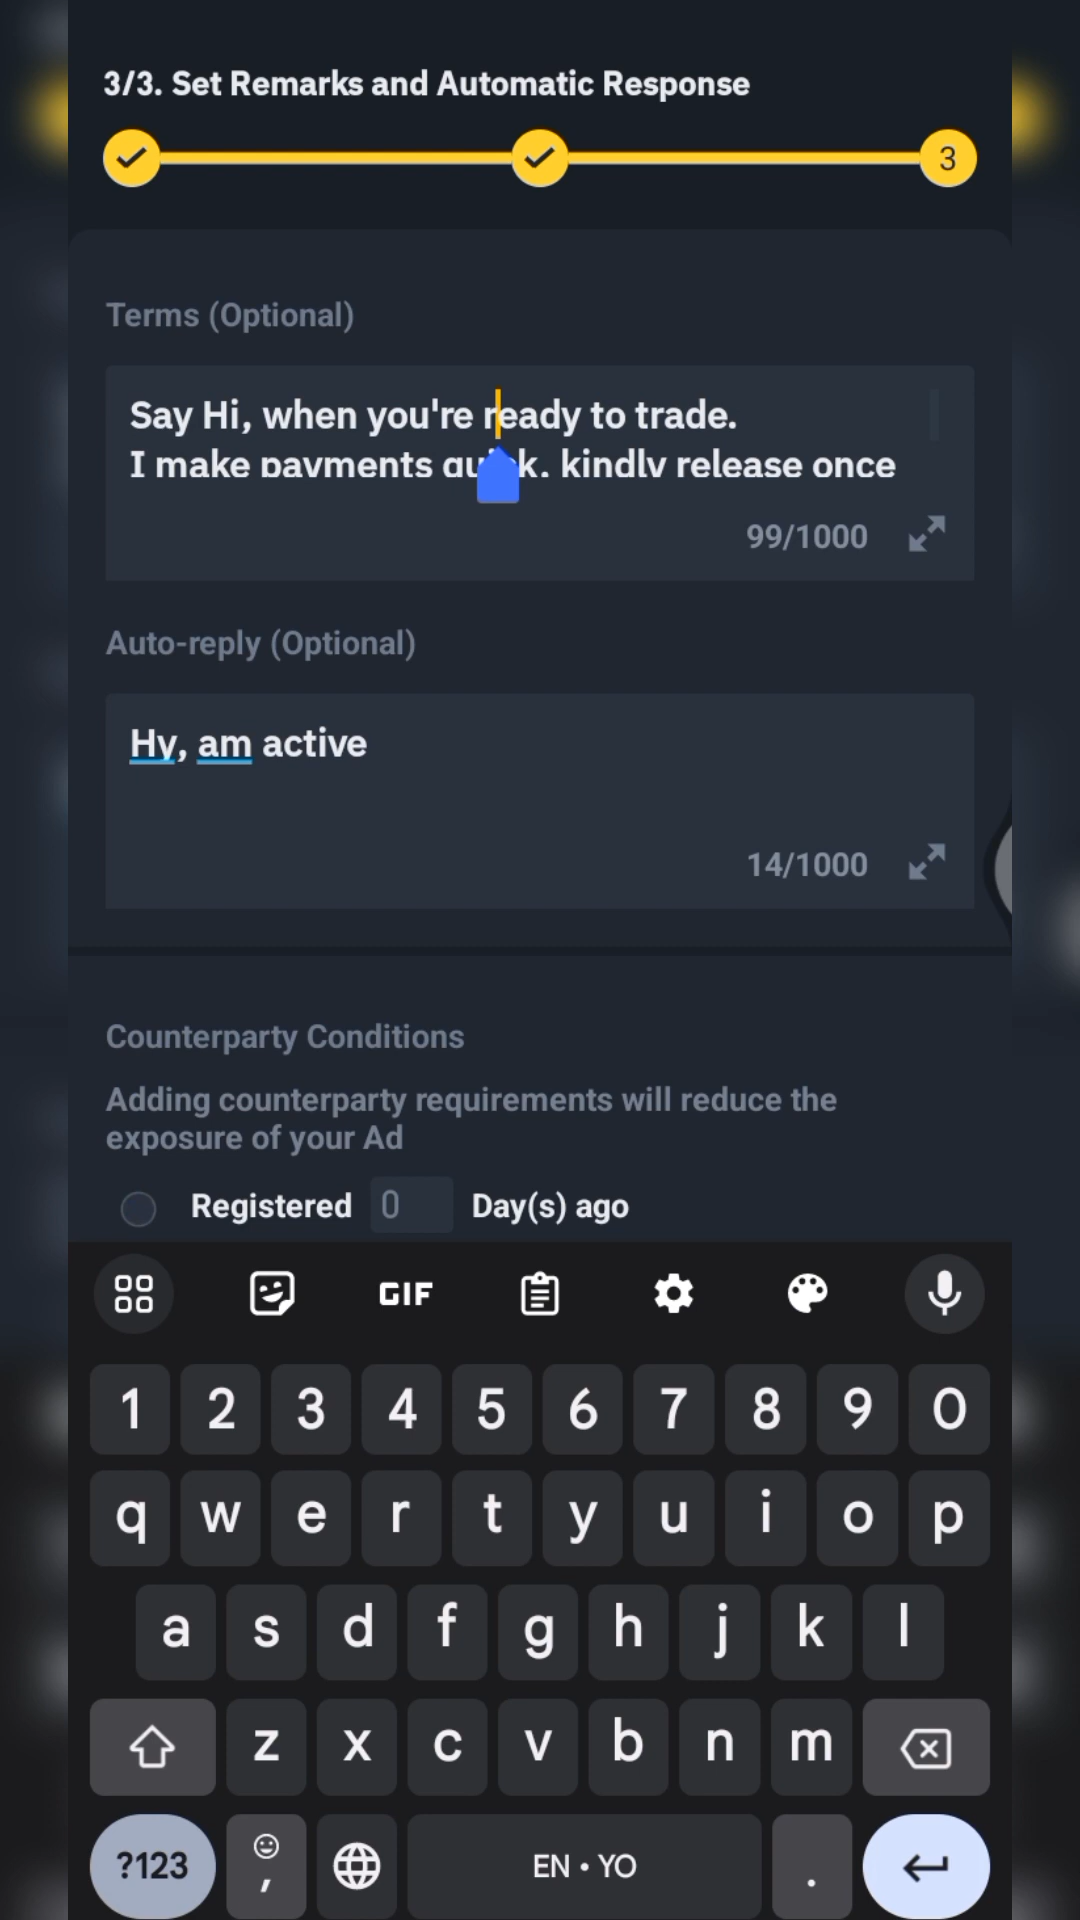 3/3. Set Remarks and Automatic Response
3
Terms (Optional)
Say Hi, when you're ready to trade.
I make payments quick, kindly release once
99/1000
Auto-reply (Optional)
Hy, am active
14/1000
Counterparty Conditions
Adding counterparty requirements will reduce the
exposure of your Ad
Registered 0 Day(s) ago
GIF
1 2 3 4 5 6 7 8 9 0
q w e r t y u i o p
a s d f g h j k l
z x c v b n m
?123 , EN • YO .